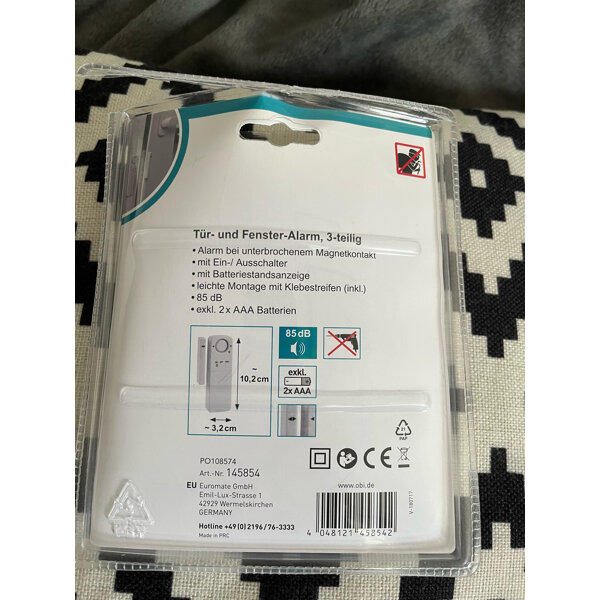 Tür- und Fenster-Alarm, 3-teilig
• Alarm bei unterbrochenem Magnetkontakt
• mit Ein-/ Ausschalter
• mit Batteriestandsanzeige
• leichte Montage mit Klebestreifen (inkl.)
• 85 dB
• exkl. 2x AAA Batterien
85 dB
~
10,2 cm
exkl.
2x AAA
~ 3,2 cm
21
PAP
PO108574
Art.-Nr. 145854
EU Euromate GmbH
Emil-Lux-Strasse 1
42929 Wermelskirchen
GERMANY
Hotline +49(0)2196/76-3333
Made in PRC
CE
www.obi.de
4 048121 458542
V-180717